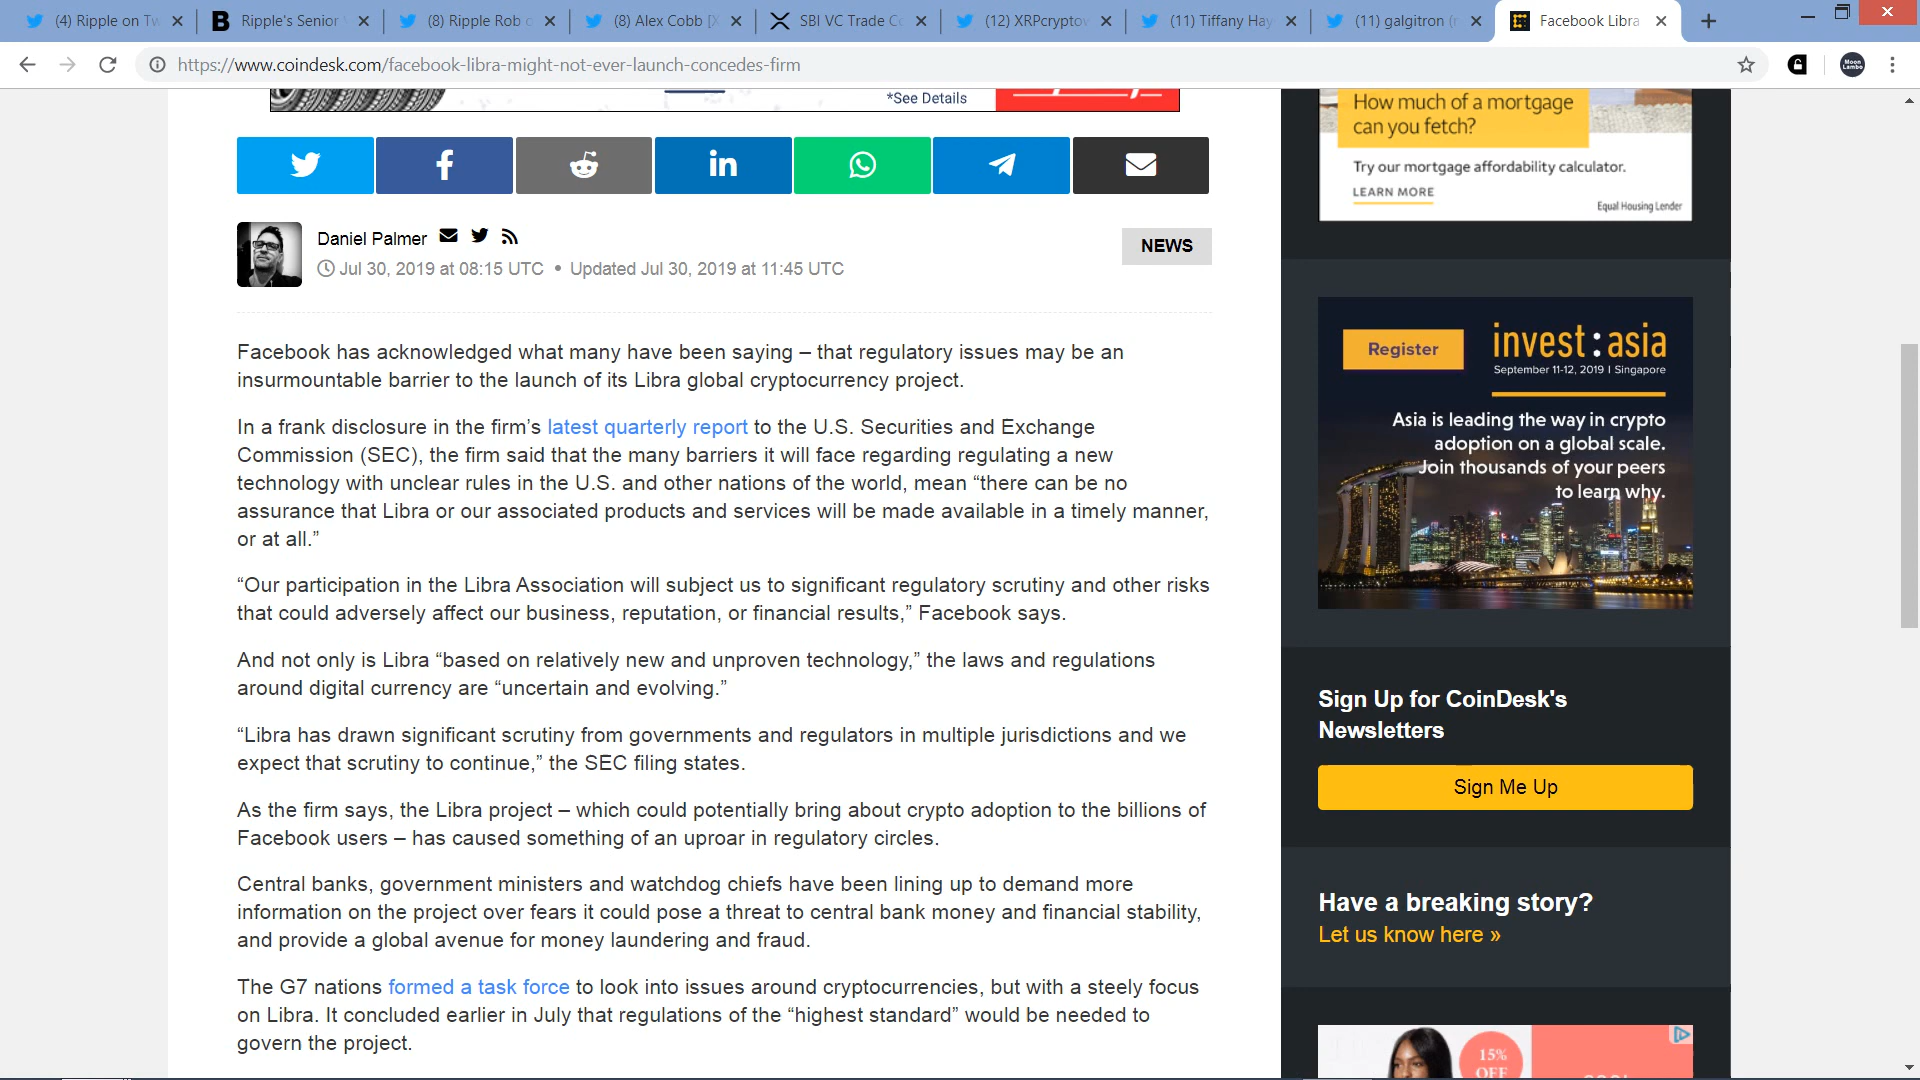 (4) Ripple on Tw
Ripple's Senior
(8) Ripple Rob o
(8) Alex Cobb [X
SBI VC Trade C
(12) XRPcrypto
(11) Tiffany Hay
(11) galgitron (
Facebook Libra
https://www.coindesk.com/facebook-libra-might-not-ever-launch-concedes-firm
*See Details
Daniel Palmer
Jul 30, 2019 at 08:15 UTC • Updated Jul 30, 2019 at 11:45 UTC
NEWS
Facebook has acknowledged what many have been saying – that regulatory issues may be an
insurmountable barrier to the launch of its Libra global cryptocurrency project.
In a frank disclosure in the firm's latest quarterly report to the U.S. Securities and Exchange
Commission (SEC), the firm said that the many barriers it will face regarding regulating a new
technology with unclear rules in the U.S. and other nations of the world, mean “there can be no
assurance that Libra or our associated products and services will be made available in a timely manner,
or at all.”
“Our participation in the Libra Association will subject us to significant regulatory scrutiny and other risks
that could adversely affect our business, reputation, or financial results,” Facebook says.
And not only is Libra “based on relatively new and unproven technology,” the laws and regulations
around digital currency are “uncertain and evolving.”
“Libra has drawn significant scrutiny from governments and regulators in multiple jurisdictions and we
expect that scrutiny to continue,” the SEC filing states.
As the firm says, the Libra project – which could potentially bring about crypto adoption to the billions of
Facebook users – has caused something of an uproar in regulatory circles.
Central banks, government ministers and watchdog chiefs have been lining up to demand more
information on the project over fears it could pose a threat to central bank money and financial stability,
and provide a global avenue for money laundering and fraud.
The G7 nations formed a task force to look into issues around cryptocurrencies, but with a steely focus
on Libra. It concluded earlier in July that regulations of the “highest standard” would be needed to
govern the project.
How much of a mortgage
can you fetch?
Try our mortgage affordability calculator.
LEARN MORE
Equal Housing Lender
Register
invest:asia
September 11-12, 2019 | Singapore
Asia is leading the way in crypto
adoption on a global scale.
Join thousands of your peers
to learn why.
Sign Up for CoinDesk's
Newsletters
Sign Me Up
Have a breaking story?
Let us know here »
15%
OFF